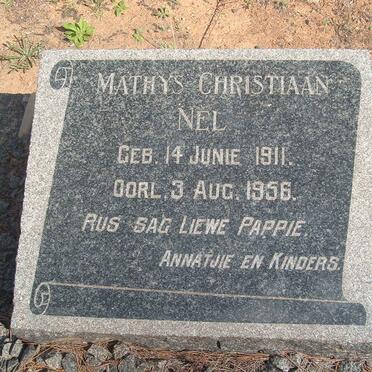 MATHYS CHRISTIAAN
NEL
GEB. 14 JUNIE 1911.
OORL. 3 AUG. 1956.
RUS SAG LIEWE PAPPIE
ANNATJIE EN KINDERS.